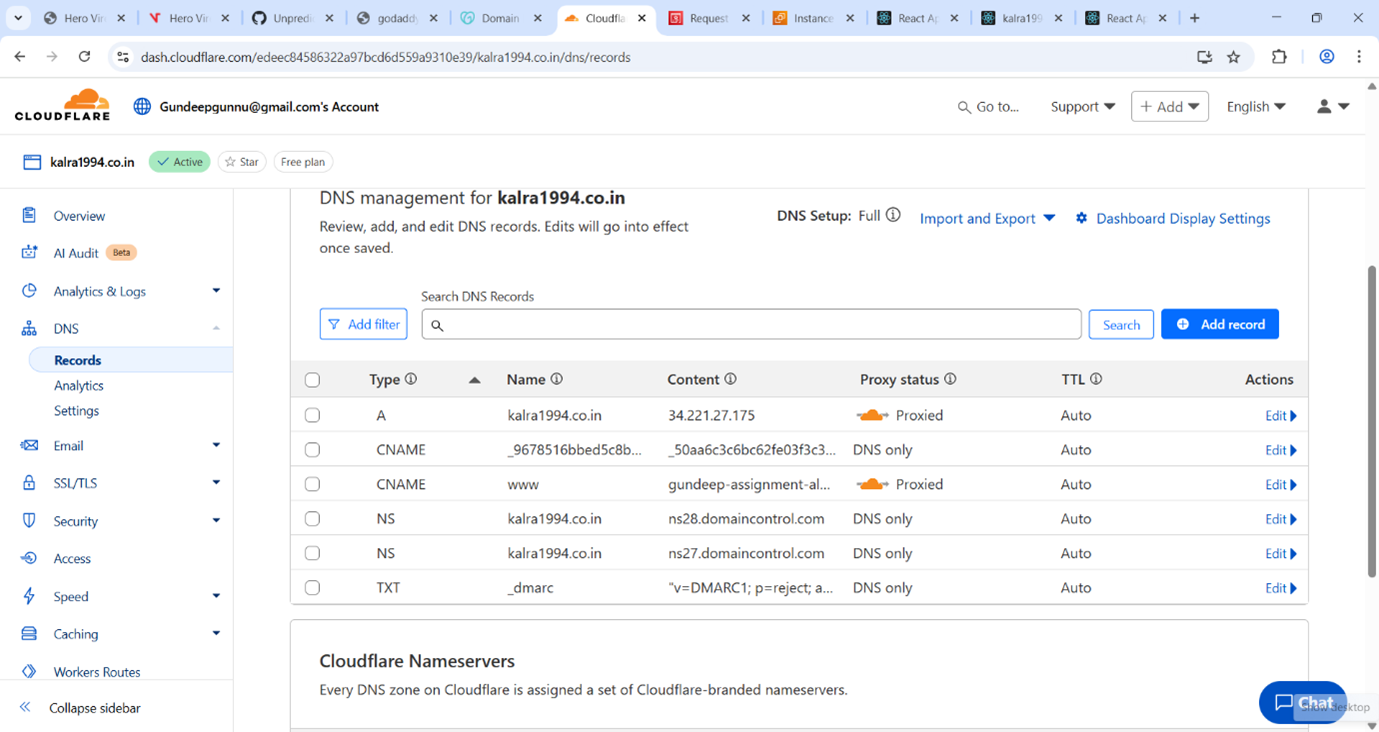 Hero Vir
Hero Vir
Unpredi
godaddy
Domain
Cloudfla
Request
Instance
React Ap
kalra199
React Ap
dash.cloudflare.com/edeec84586322a97bcd6d559a9310e39/kalra1994.co.in/dns/records
CLOUDFLARE
Gundeepgunnu@gmail.com's Account
Go to...
Support
+ Add
English
kalra1994.co.in
Active
Star
Free plan
Overview
AI Audit Beta
Analytics & Logs
DNS
Records
Analytics
Settings
Email
SSL/TLS
Security
Access
Speed
Caching
Workers Routes
Collapse sidebar
DNS management for kalra1994.co.in
Review, add, and edit DNS records. Edits will go into effect
once saved.
DNS Setup: Full
Import and Export
Dashboard Display Settings
Search DNS Records
Add filter
Search
Add record
Type Name Content Proxy status TTL Actions
A kalra1994.co.in 34.221.27.175 Proxied Auto Edit
CNAME _9678516bbed5c8b... _50aa6c3c6bc62fe03f3c3... DNS only Auto Edit
CNAME www gundeep-assignment-al... Proxied Auto Edit
NS kalra1994.co.in ns28.domaincontrol.com DNS only Auto Edit
NS kalra1994.co.in ns27.domaincontrol.com DNS only Auto Edit
TXT _dmarc "v=DMARC1; p=reject; a... DNS only Auto Edit
Cloudflare Nameservers
Every DNS zone on Cloudflare is assigned a set of Cloudflare-branded nameservers.
Chat
Show desktop